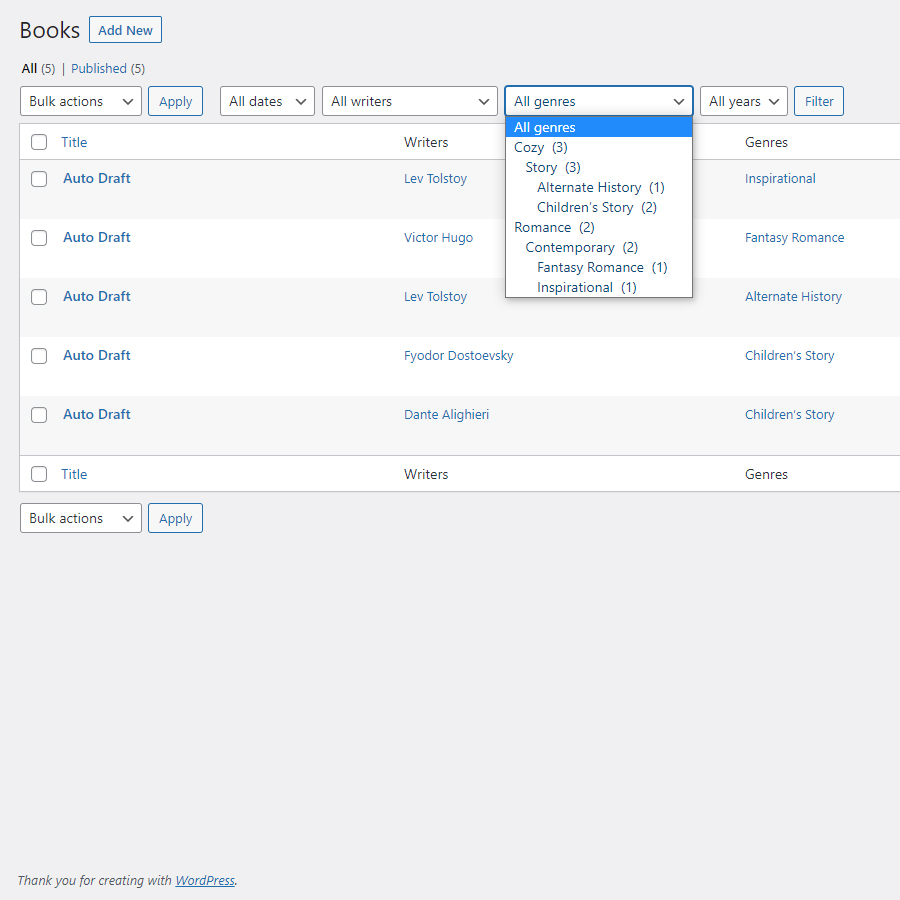 Books Add New
All (5) | Published (5)
Bulk actions Apply All dates All writers All genres All years Filter
All genres
Cozy (3)
Story (3)
Alternate History (1)
Children's Story (2)
Romance (2)
Contemporary (2)
Fantasy Romance (1)
Inspirational (1)
Title Writers Genres
Auto Draft Lev Tolstoy Inspirational
Auto Draft Victor Hugo Fantasy Romance
Auto Draft Lev Tolstoy Alternate History
Auto Draft Fyodor Dostoevsky Children's Story
Auto Draft Dante Alighieri Children's Story
Title Writers Genres
Bulk actions Apply
Thank you for creating with WordPress.